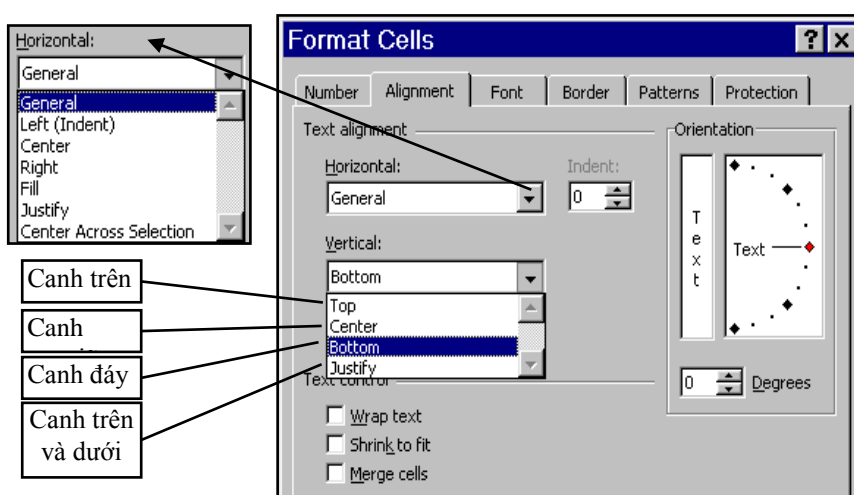 Horizontal:
General
General
Left (Indent)
Center
Right
Fill
Justify
Center Across Selection
Canh trên
Canh
Canh đáy
Canh trên
và dưới
Format Cells
Number Alignment Font Border Patterns Protection
Text alignment
Horizontal: Indent:
General 0
Vertical:
Bottom
Top
Center
Bottom
Justify
Text control
Wrap text
Shrink to fit
Merge cells
Orientation
Text
Text
0 Degrees